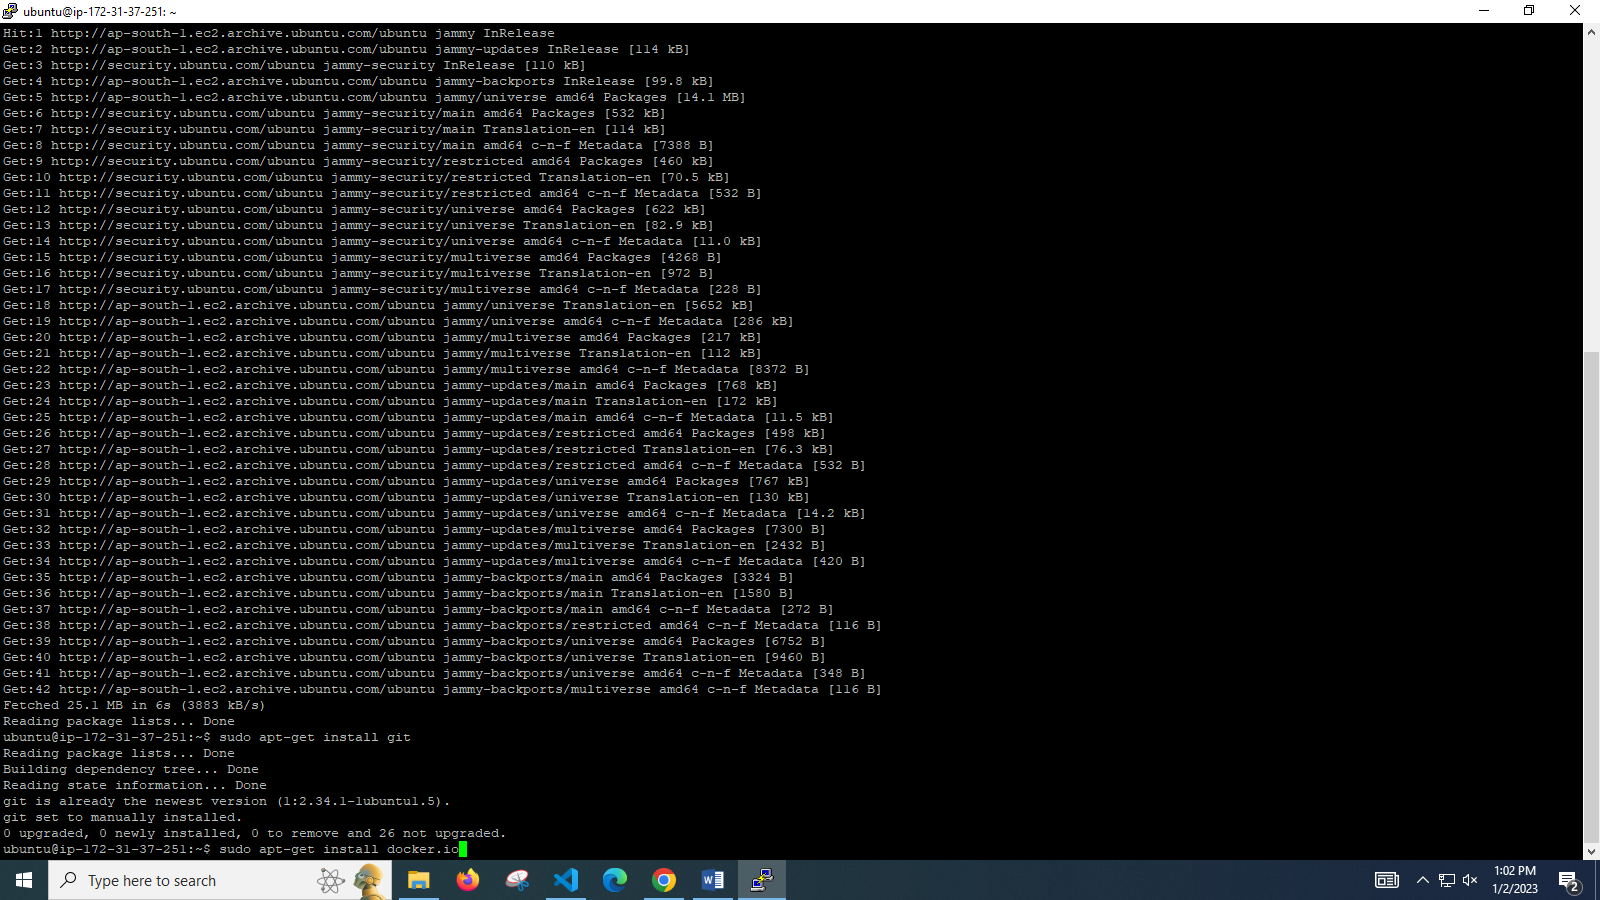 ubuntu@ip-172-31-37-251: ~
Hit:1 http://ap-south-1.ec2.archive.ubuntu.com/ubuntu jammy InRelease
Get:2 http://ap-south-1.ec2.archive.ubuntu.com/ubuntu jammy-updates InRelease [114 kB]
Get:3 http://security.ubuntu.com/ubuntu jammy-security InRelease [110 kB]
Get:4 http://ap-south-1.ec2.archive.ubuntu.com/ubuntu jammy-backports InRelease [99.8 kB]
Get:5 http://ap-south-1.ec2.archive.ubuntu.com/ubuntu jammy/universe amd64 Packages [14.1 MB]
Get:6 http://security.ubuntu.com/ubuntu jammy-security/main amd64 Packages [532 kB]
Get:7 http://security.ubuntu.com/ubuntu jammy-security/main Translation-en [114 kB]
Get:8 http://security.ubuntu.com/ubuntu jammy-security/main amd64 c-n-f Metadata [7388 B]
Get:9 http://security.ubuntu.com/ubuntu jammy-security/restricted amd64 Packages [460 kB]
Get:10 http://security.ubuntu.com/ubuntu jammy-security/restricted Translation-en [70.5 kB]
Get:11 http://security.ubuntu.com/ubuntu jammy-security/restricted amd64 c-n-f Metadata [532 B]
Get:12 http://security.ubuntu.com/ubuntu jammy-security/universe amd64 Packages [622 kB]
Get:13 http://security.ubuntu.com/ubuntu jammy-security/universe Translation-en [82.9 kB]
Get:14 http://security.ubuntu.com/ubuntu jammy-security/universe amd64 c-n-f Metadata [11.0 kB]
Get:15 http://security.ubuntu.com/ubuntu jammy-security/multiverse amd64 Packages [4268 B]
Get:16 http://security.ubuntu.com/ubuntu jammy-security/multiverse Translation-en [972 B]
Get:17 http://security.ubuntu.com/ubuntu jammy-security/multiverse amd64 c-n-f Metadata [228 B]
Get:18 http://ap-south-1.ec2.archive.ubuntu.com/ubuntu jammy/universe Translation-en [5652 kB]
Get:19 http://ap-south-1.ec2.archive.ubuntu.com/ubuntu jammy/universe amd64 c-n-f Metadata [286 kB]
Get:20 http://ap-south-1.ec2.archive.ubuntu.com/ubuntu jammy/multiverse amd64 Packages [217 kB]
Get:21 http://ap-south-1.ec2.archive.ubuntu.com/ubuntu jammy/multiverse Translation-en [112 kB]
Get:22 http://ap-south-1.ec2.archive.ubuntu.com/ubuntu jammy/multiverse amd64 c-n-f Metadata [8372 B]
Get:23 http://ap-south-1.ec2.archive.ubuntu.com/ubuntu jammy-updates/main amd64 Packages [768 kB]
Get:24 http://ap-south-1.ec2.archive.ubuntu.com/ubuntu jammy-updates/main Translation-en [172 kB]
Get:25 http://ap-south-1.ec2.archive.ubuntu.com/ubuntu jammy-updates/main amd64 c-n-f Metadata [11.5 kB]
Get:26 http://ap-south-1.ec2.archive.ubuntu.com/ubuntu jammy-updates/restricted amd64 Packages [498 kB]
Get:27 http://ap-south-1.ec2.archive.ubuntu.com/ubuntu jammy-updates/restricted Translation-en [76.3 kB]
Get:28 http://ap-south-1.ec2.archive.ubuntu.com/ubuntu jammy-updates/restricted amd64 c-n-f Metadata [532 B]
Get:29 http://ap-south-1.ec2.archive.ubuntu.com/ubuntu jammy-updates/universe amd64 Packages [767 kB]
Get:30 http://ap-south-1.ec2.archive.ubuntu.com/ubuntu jammy-updates/universe Translation-en [130 kB]
Get:31 http://ap-south-1.ec2.archive.ubuntu.com/ubuntu jammy-updates/universe amd64 c-n-f Metadata [14.2 kB]
Get:32 http://ap-south-1.ec2.archive.ubuntu.com/ubuntu jammy-updates/multiverse amd64 Packages [7300 B]
Get:33 http://ap-south-1.ec2.archive.ubuntu.com/ubuntu jammy-updates/multiverse Translation-en [2432 B]
Get:34 http://ap-south-1.ec2.archive.ubuntu.com/ubuntu jammy-updates/multiverse amd64 c-n-f Metadata [420 B]
Get:35 http://ap-south-1.ec2.archive.ubuntu.com/ubuntu jammy-backports/main amd64 Packages [3324 B]
Get:36 http://ap-south-1.ec2.archive.ubuntu.com/ubuntu jammy-backports/main Translation-en [1580 B]
Get:37 http://ap-south-1.ec2.archive.ubuntu.com/ubuntu jammy-backports/main amd64 c-n-f Metadata [272 B]
Get:38 http://ap-south-1.ec2.archive.ubuntu.com/ubuntu jammy-backports/restricted amd64 c-n-f Metadata [116 B]
Get:39 http://ap-south-1.ec2.archive.ubuntu.com/ubuntu jammy-backports/universe amd64 Packages [6752 B]
Get:40 http://ap-south-1.ec2.archive.ubuntu.com/ubuntu jammy-backports/universe Translation-en [9460 B]
Get:41 http://ap-south-1.ec2.archive.ubuntu.com/ubuntu jammy-backports/universe amd64 c-n-f Metadata [348 B]
Get:42 http://ap-south-1.ec2.archive.ubuntu.com/ubuntu jammy-backports/multiverse amd64 c-n-f Metadata [116 B]
Fetched 25.1 MB in 6s (3883 kB/s)
Reading package lists... Done
ubuntu@ip-172-31-37-251:~$ sudo apt-get install git
Reading package lists... Done
Building dependency tree... Done
Reading state information... Done
git is already the newest version (1:2.34.1-1ubuntu1.5).
git set to manually installed.
0 upgraded, 0 newly installed, 0 to remove and 26 not upgraded.
ubuntu@ip-172-31-37-251:~$ sudo apt-get install docker.io
Type here to search
1:02 PM
1/2/2023
2